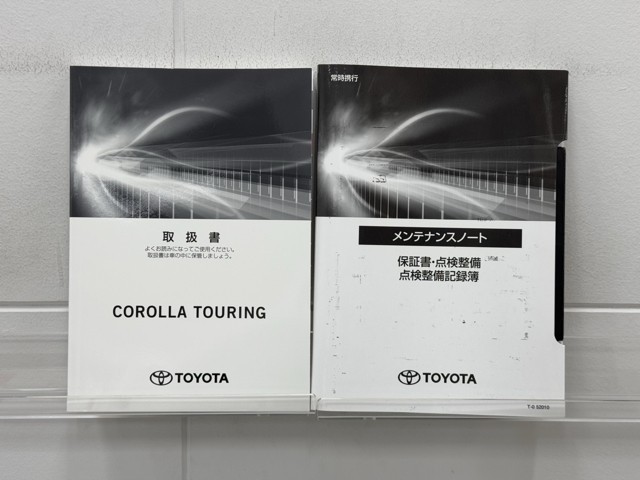 取扱書
よくお読みになってご使用ください。
取扱書は車の中に保管しましょう。
COROLLA TOURING
TOYOTA
常時携行
メンテナンスノート
保証書・点検整備
点検整備記録簿
TOYOTA